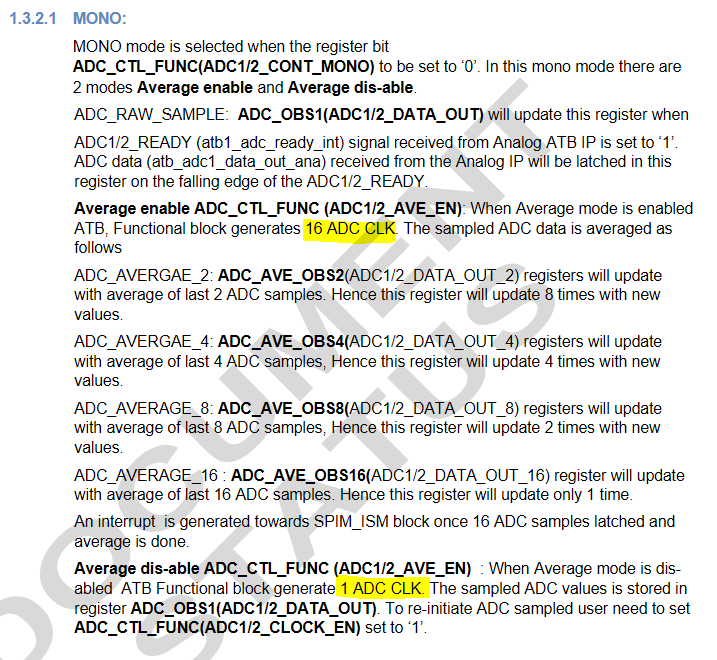 1.3.2.1 MONO:
MONO mode is selected when the register bit
ADC_CTL_FUNC(ADC1/2_CONT_MONO) to be set to ‘0’. In this mono mode there are
2 modes Average enable and Average dis-able.
ADC_RAW_SAMPLE: ADC_OBS1(ADC1/2_DATA_OUT) will update this register when
ADC1/2_READY (atb1_adc_ready_int) signal received from Analog ATB IP is set to ‘1’.
ADC data (atb_adc1_data_out_ana) received from the Analog IP will be latched in this
register on the falling edge of the ADC1/2_READY.
Average enable ADC_CTL_FUNC (ADC1/2_AVE_EN): When Average mode is enabled
ATB, Functional block generates 16 ADC CLK. The sampled ADC data is averaged as
follows
ADC_AVERGAE_2: ADC_AVE_OBS2(ADC1/2_DATA_OUT_2) registers will update
with average of last 2 ADC samples. Hence this register will update 8 times with new
values.
ADC_AVERGAE_4: ADC_AVE_OBS4(ADC1/2_DATA_OUT_4) registers will update
with average of last 4 ADC samples, Hence this register will update 4 times with new
values.
ADC_AVERAGE_8: ADC_AVE_OBS8(ADC1/2_DATA_OUT_8) registers will update
with average of last 8 ADC samples, Hence this register will update 2 times with new
values.
ADC_AVERAGE_16 : ADC_AVE_OBS16(ADC1/2_DATA_OUT_16) register will update
with average of last 16 ADC samples. Hence this register will update only 1 time.
An interrupt is generated towards SPIM_ISM block once 16 ADC samples latched and
average is done.
Average dis-able ADC_CTL_FUNC (ADC1/2_AVE_EN) : When Average mode is dis-
abled ATB Functional block generate 1 ADC CLK. The sampled ADC values is stored in
register ADC_OBS1(ADC1/2_DATA_OUT). To re-initiate ADC sampled user need to set
ADC_CTL_FUNC(ADC1/2_CLOCK_EN) set to ‘1’.
DOCUMENT
STATUS